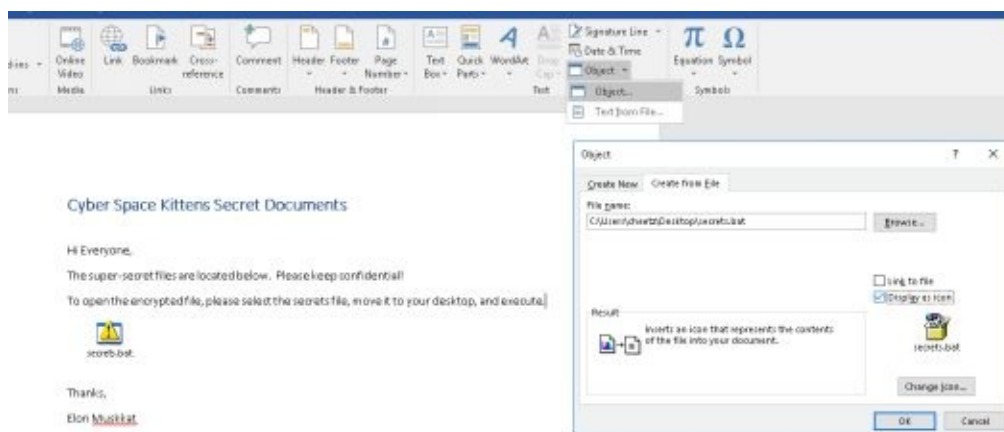 Online Video
Link
Bookmark
Cross-reference
Comment
Header
Footer
Page Number
Text Box
Quick Parts
WordArt
Drop Cap
Signature Line
Date & Time
Object
Equation
Symbol
Media
Links
Comments
Header & Footer
Text
Symbols
Object...
Text from File...
Object
? X
Create New Create from File
File name:
Browse...
Link to file
Display as icon
Result
Inserts an icon that represents the contents
of the file into your document.
secrets.bat
Change Icon...
OK Cancel
Cyber Space Kittens Secret Documents
Hi Everyone,
The super-secret files are located below. Please keep confidential!
To open the encrypted file, please select the secrets file, move it to your desktop, and execute.
secrets.bat
Thanks,
Elon Muskkat